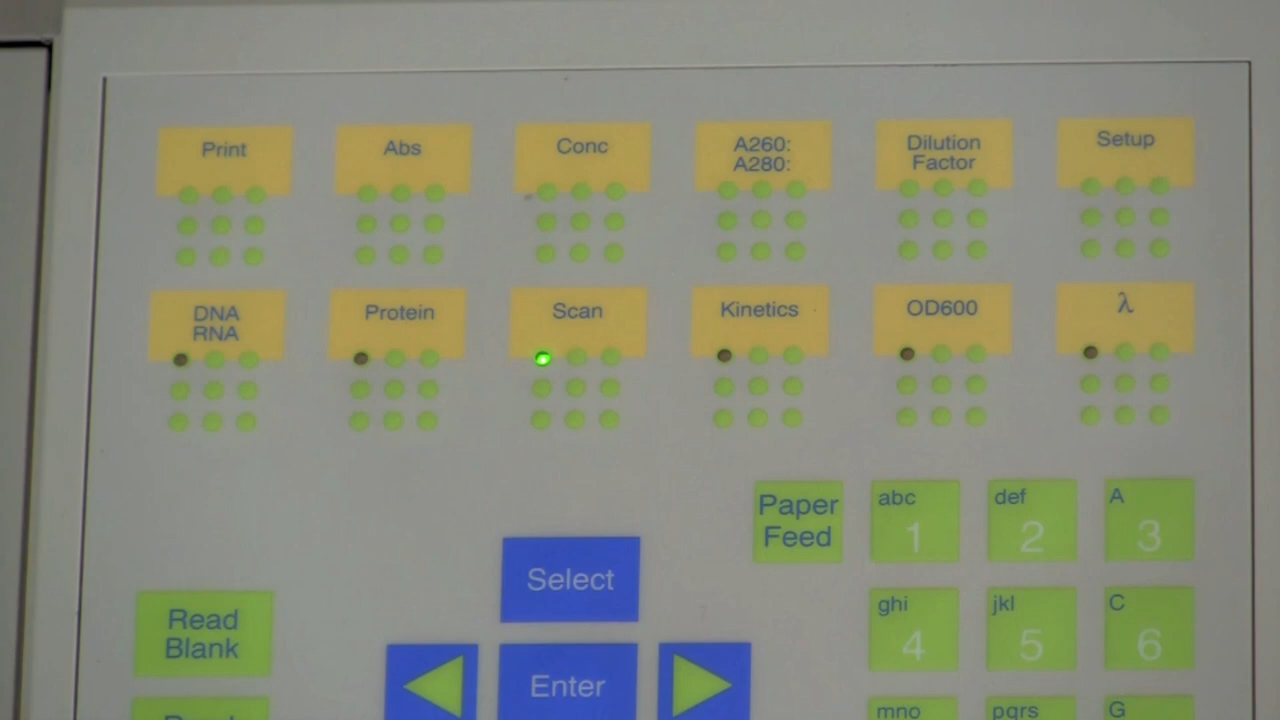 Print
Abs
Conc
A260:
A280:
Dilution
Factor
Setup
DNA
RNA
Protein
Scan
Kinetics
OD600
λ
Paper
Feed
abc
1
def
2
A
3
Select
Read
Blank
ghi
4
jkl
5
C
6
Enter
Read
mno
pqrs
G